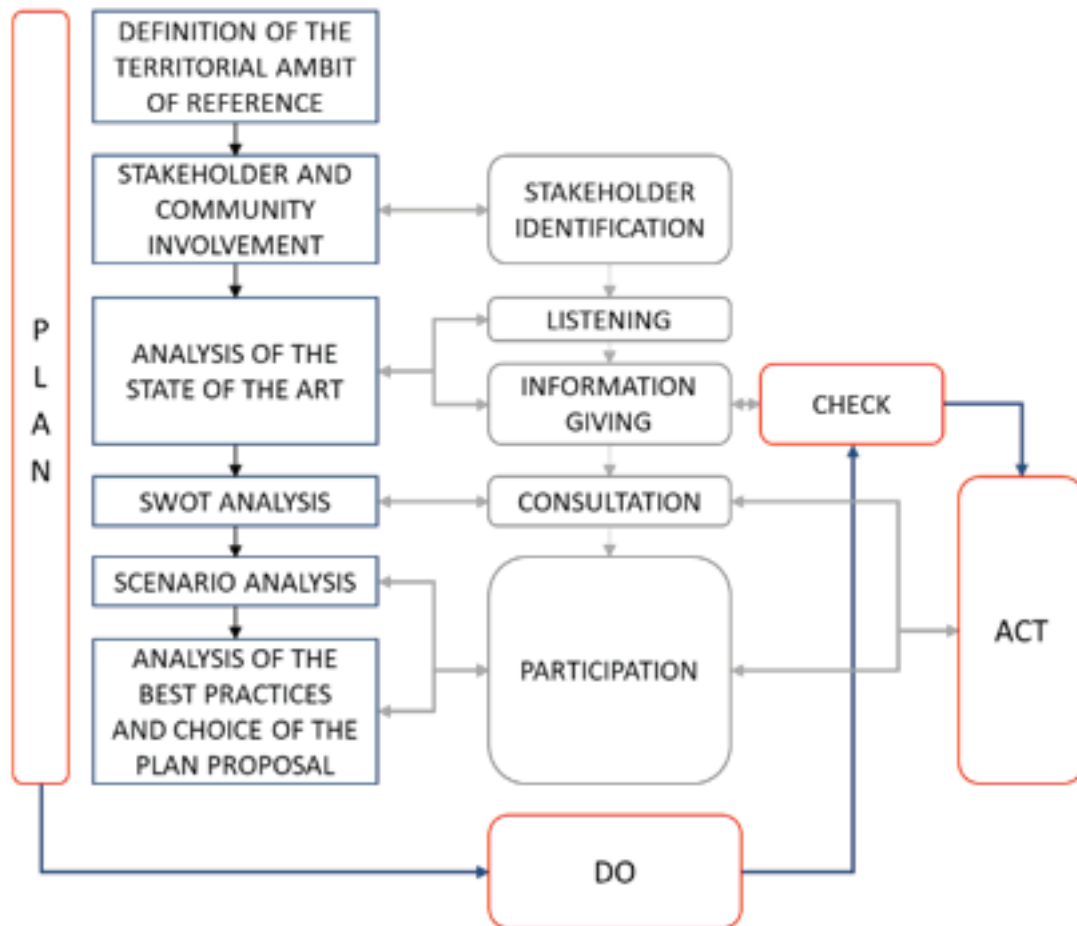 P
L
A
N
DEFINITION OF THE
TERRITORIAL AMBIT
OF REFERENCE
STAKEHOLDER AND
COMMUNITY
INVOLVEMENT
ANALYSIS OF THE
STATE OF THE ART
SWOT ANALYSIS
SCENARIO ANALYSIS
ANALYSIS OF THE
BEST PRACTICES
AND CHOICE OF THE
PLAN PROPOSAL
STAKEHOLDER
IDENTIFICATION
LISTENING
INFORMATION
GIVING
CONSULTATION
PARTICIPATION
DO
CHECK
ACT